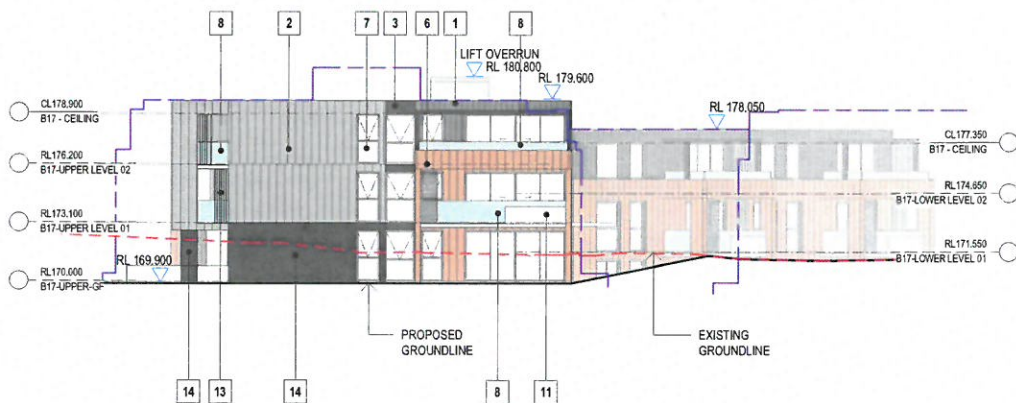 8 2 7 3 6 1 8
LIFT OVERRUN
RL 180.800
RL 179.600
RL 178.050
CL178.900
B17 - CEILING
CL177.350
B17 - CEILING
RL176.200
B17-UPPER LEVEL 02
RL174.650
B17-LOWER LEVEL 02
RL173.100
B17-UPPER LEVEL 01
RL171.550
B17-LOWER LEVEL 01
RL 169.900
RL170.000
B17-UPPER-GF
PROPOSED
GROUNDLINE
EXISTING
GROUNDLINE
14 13 14 8 11